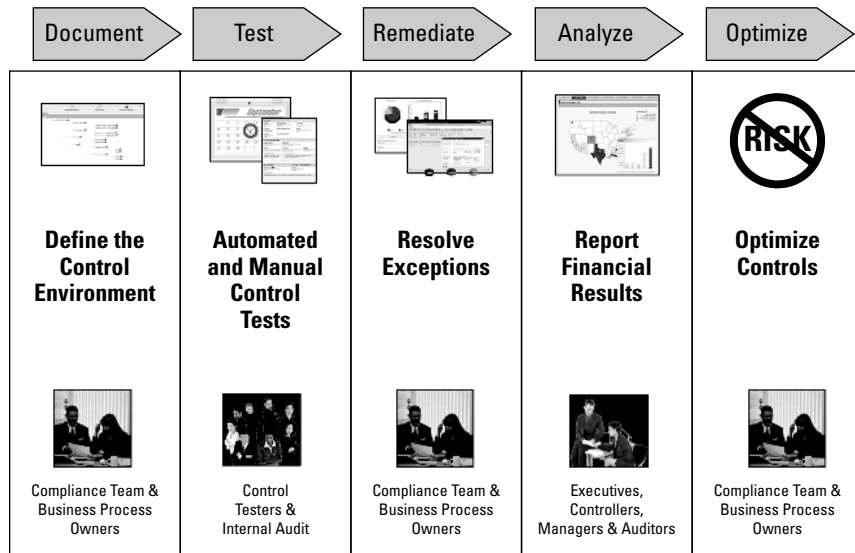 Document
Test
Remediate
Analyze
Optimize
September
RISK
Define the
Control
Environment
Automated
and Manual
Control
Tests
Resolve
Exceptions
Report
Financial
Results
Optimize
Controls
Compliance Team &
Business Process
Owners
Control
Testers &
Internal Audit
Compliance Team &
Business Process
Owners
Executives,
Controllers,
Managers & Auditors
Compliance Team &
Business Process
Owners